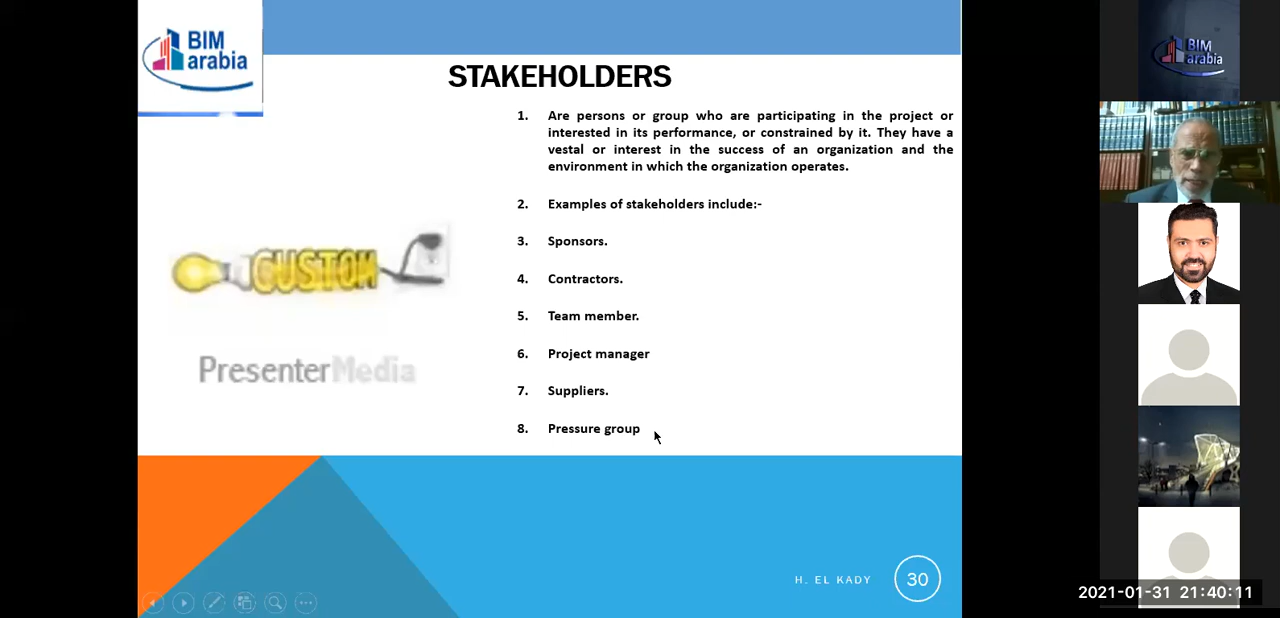 BIM
arabia
STAKEHOLDERS
1. Are persons or group who are participating in the project or
interested in its performance, or constrained by it. They have a
vestal or interest in the success of an organization and the
environment in which the organization operates.
2. Examples of stakeholders include:-
3. Sponsors.
4. Contractors.
5. Team member.
6. Project manager
7. Suppliers.
8. Pressure group
CUSTOM
PresenterMedia
H. EL KADY
30
BIM
arabia
2021-01-31 21:40:11